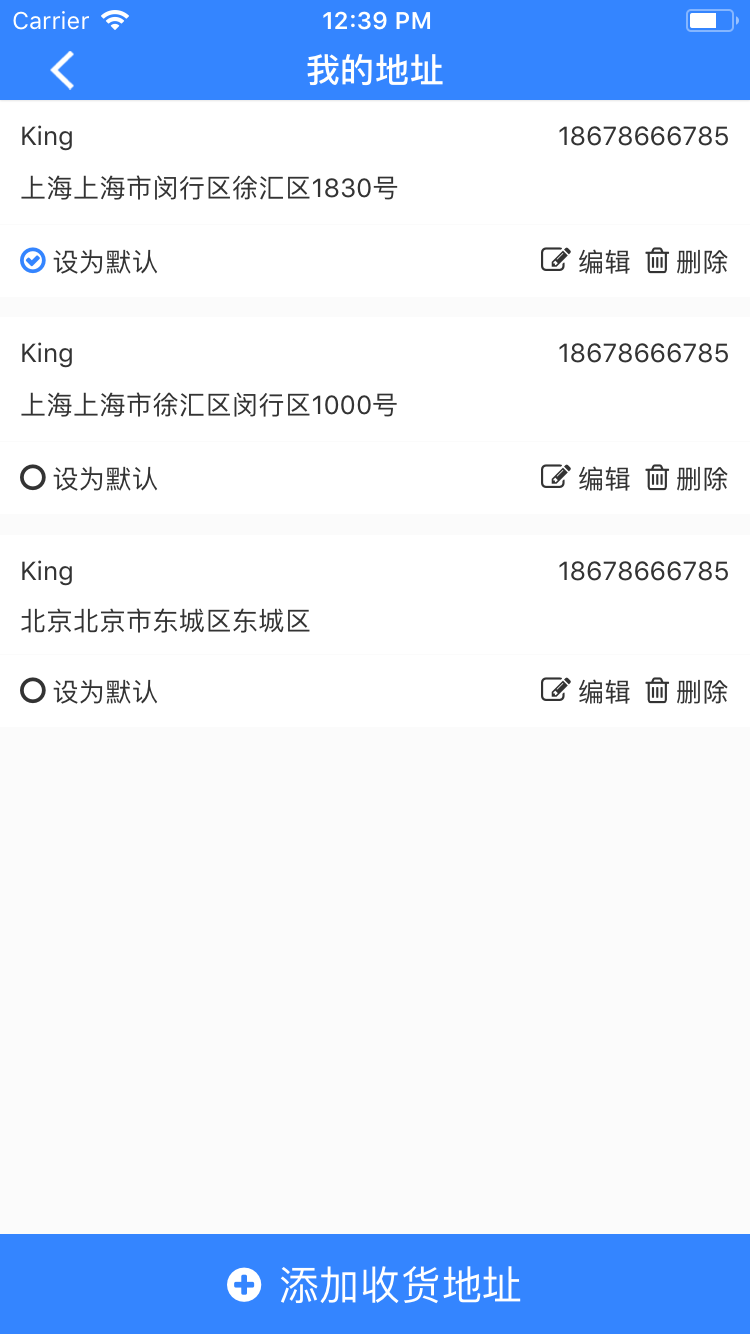 Carrier 12:39 PM
我的地址
King 18678666785
上海上海市闵行区徐汇区1830号
设为默认 编辑 删除
King 18678666785
上海上海市徐汇区闵行区1000号
设为默认 编辑 删除
King 18678666785
北京北京市东城区东城区
设为默认 编辑 删除
添加收货地址